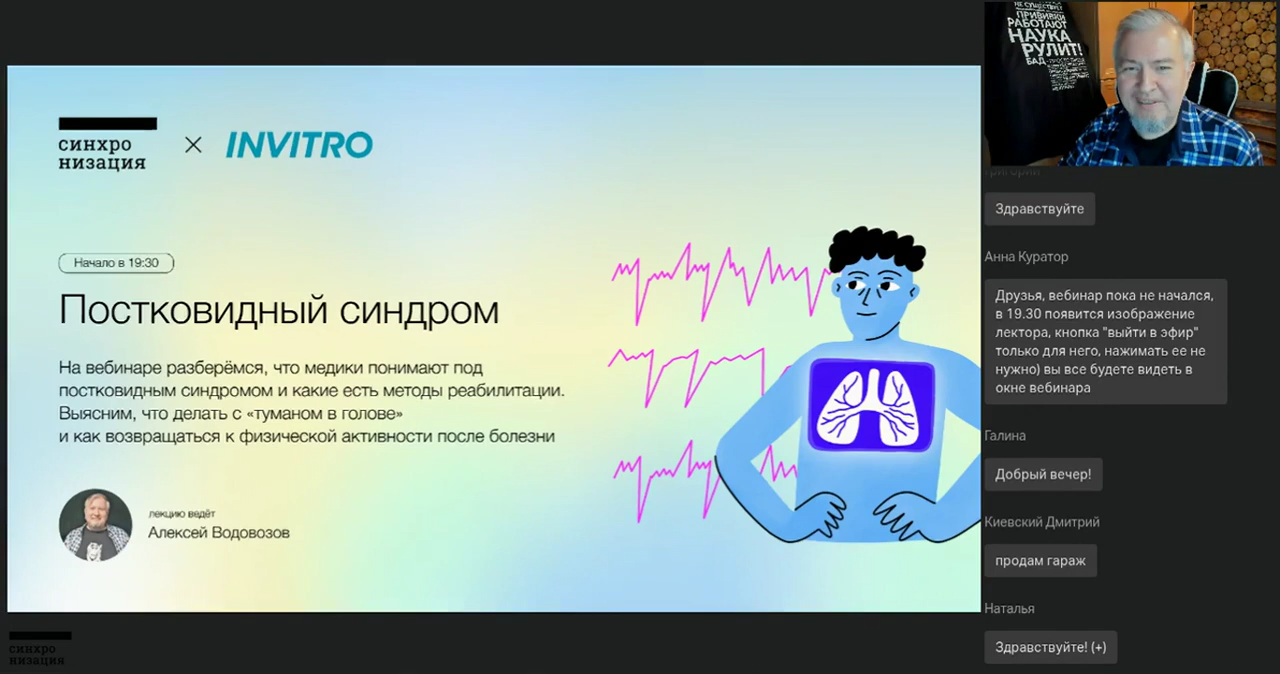 синхро
низация
INVITRO
Начало в 19:30
Постковидный синдром
На вебинаре разберёмся, что медики понимают под
постковидным синдромом и какие есть методы реабилитации.
Выясним, что делать с «туманом в голове»
и как возвращаться к физической активности после болезни
лекцию ведёт
Алексей Водовозов
синхро
низация
ПРИВИВКИ
РАБОТАЮТ
НАУКА
РУЛИТ!
БАД
Здравствуйте
Анна Куратор
Друзья, вебинар пока не начался,
в 19.30 появится изображение
лектора, кнопка "выйти в эфир"
только для него, нажимать ее не
нужно) вы все будете видеть в
окне вебинара
Галина
Добрый вечер!
Киевский Дмитрий
продам гараж
Наталья
Здравствуйте! (+)